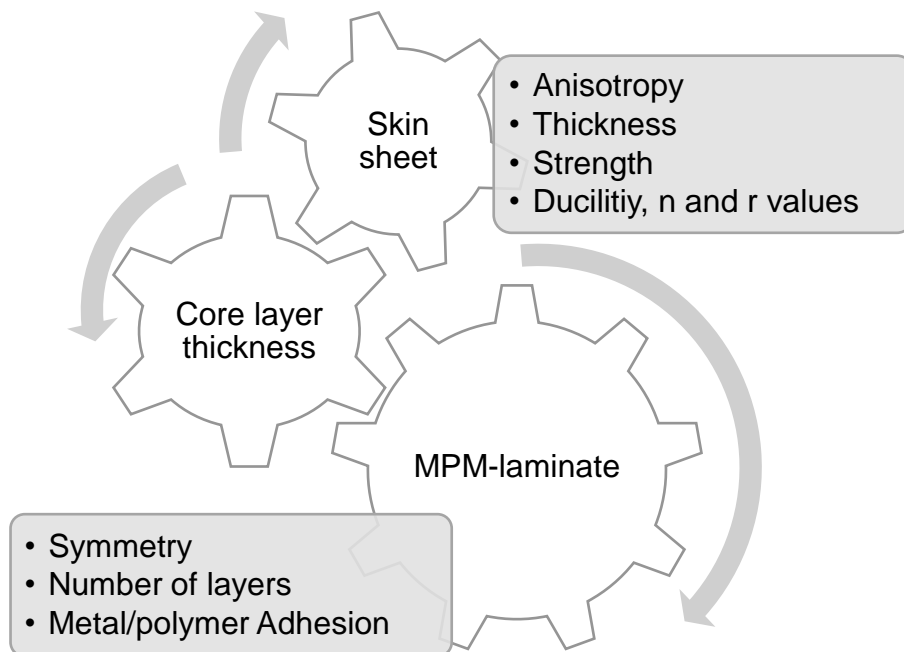 Skin
sheet
• Anisotropy
• Thickness
• Strength
• Ducilitiy, n and r values
Core layer
thickness
MPM-laminate
• Symmetry
• Number of layers
• Metal/polymer Adhesion